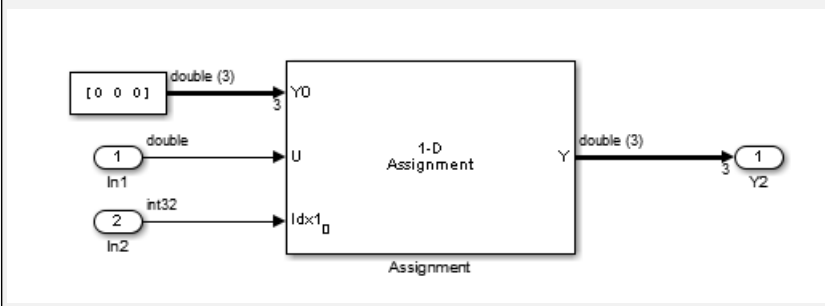 double (3)
[0 0 0]
3
Y0
double
1
In1
U
1-D
Assignment
Y
double (3)
3
1
Y2
int32
2
In2
Idx1
0
Assignment